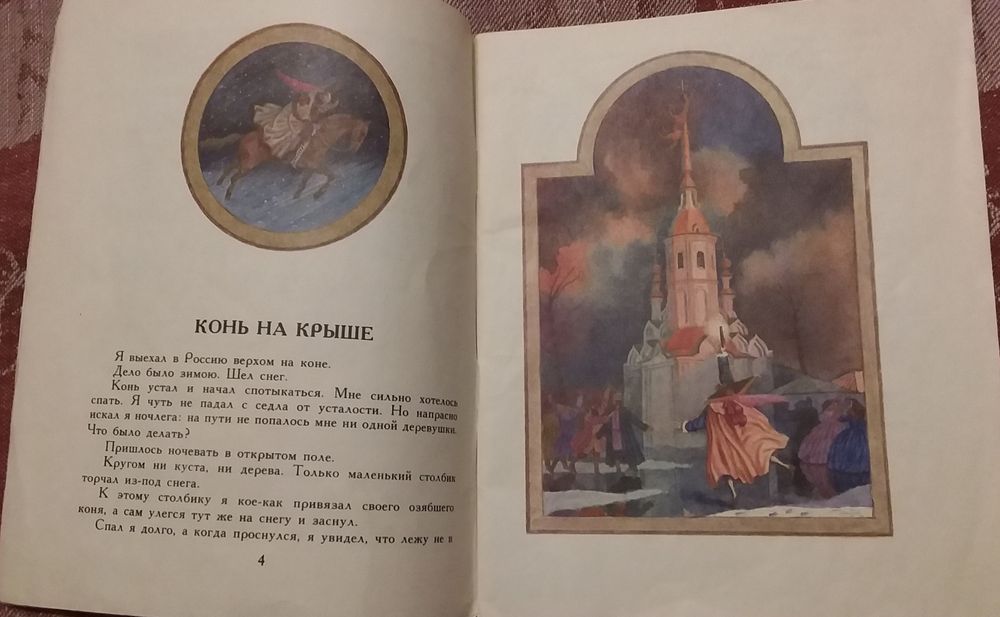 КОНЬ НА КРЫШЕ
Я выехал в Россию верхом на коне.
Дело было зимою. Шел снег.
Конь устал и начал спотыкаться. Мне сильно хотелось
спать. Я чуть не падал с седла от усталости. Но напрасно
искал я ночлега: на пути не попалось мне ни одной деревушки.
Что было делать?
Пришлось ночевать в открытом поле.
Кругом ни куста, ни дерева. Только маленький столбик
торчал из-под снега.
К этому столбику я кое-как привязал своего озябшего
коня, а сам улегся тут же на снегу и заснул.
Спал я долго, а когда проснулся, я увидел, что лежу не в
4